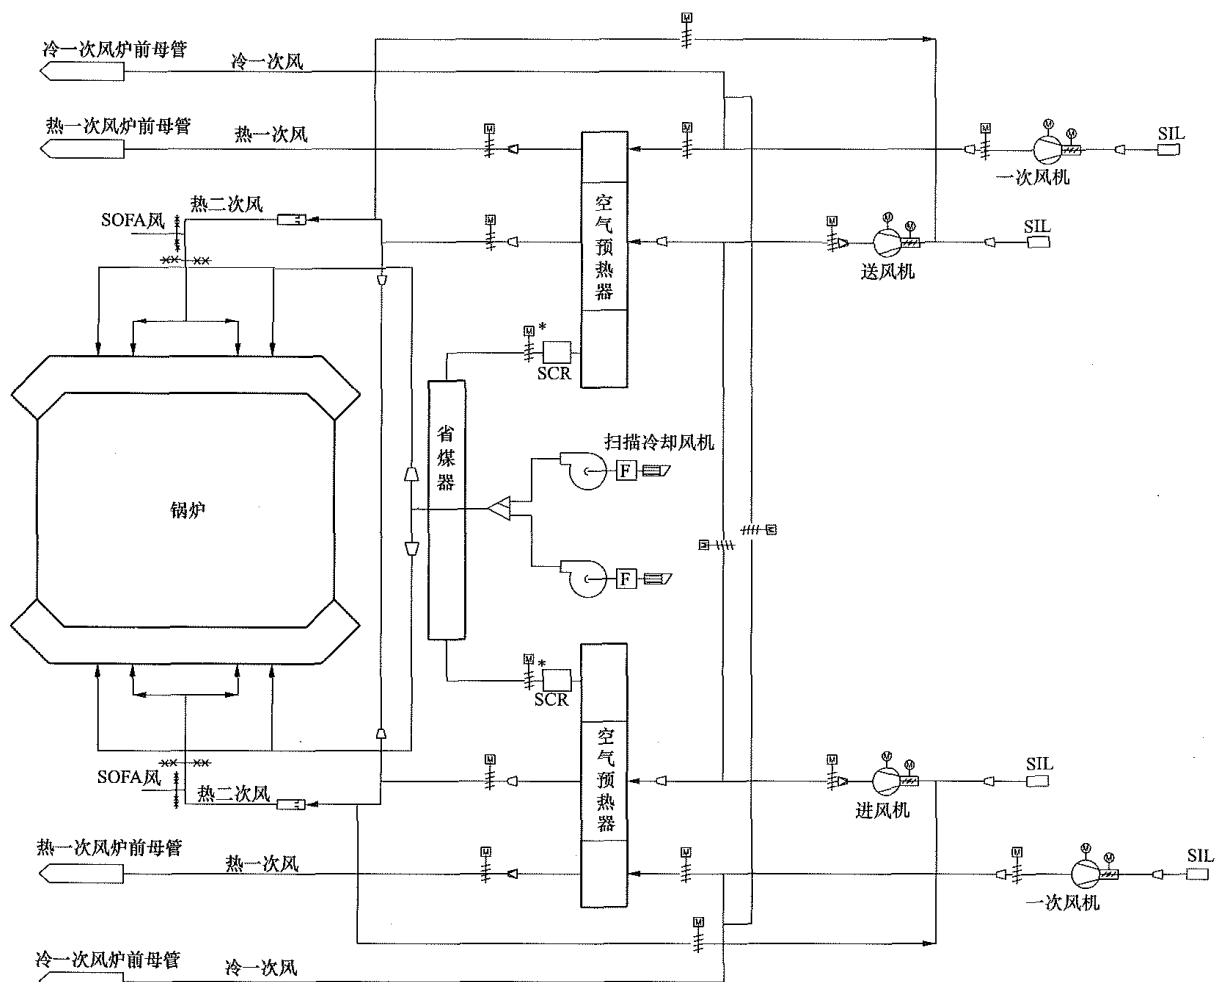 冷一次风炉前母管
冷一次风
M
热一次风炉前母管
热一次风
M
M
M
M
M
SIL
一次风机
SOFA风
热二次风
M
空气预热器
M
M
M
SIL
送风机
M
*
SCR
省煤器
扫描冷却风机
F
锅炉
M
M
F
M
*
SCR
SOFA风
热二次风
M
空气预热器
M
M
M
SIL
进风机
热一次风炉前母管
热一次风
M
M
M
M
M
SIL
一次风机
M
冷一次风炉前母管
冷一次风